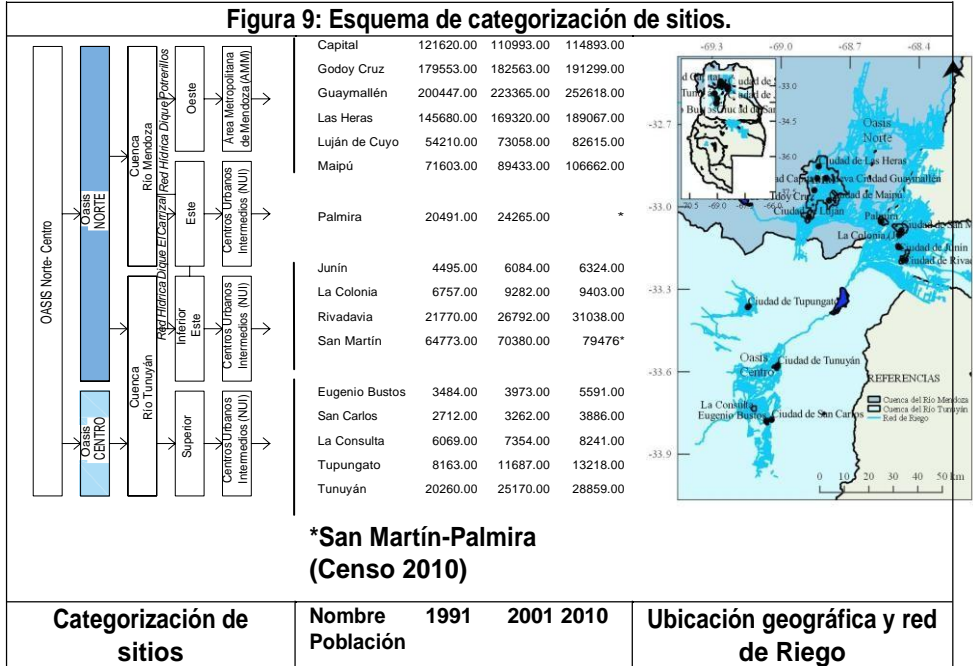 Figura 9: Esquema de categorización de sitios.
OASIS Norte- Centro
Oasis
NORTE
Oasis
CENTRO
Cuenca
Río Mendoza
Cuenca
Río Tunuyán
Red Hídrica Dique El Carrizal
Red Hídrica Dique Potrerillos
Oeste
Este
Inferior
Este
Superior
Área Metropolitana
de Mendoza (AMM)
Centros Urbanos
Intermedios (NUI)
Centros Urbanos
Intermedios (NUI)
Centros Urbanos
Intermedios (NUI)
Capital 121620.00 110993.00 114893.00
Godoy Cruz 179553.00 182563.00 191299.00
Guaymallén 200447.00 223365.00 252618.00
Las Heras 145680.00 169320.00 189067.00
Luján de Cuyo 54210.00 73058.00 82615.00
Maipú 71603.00 89433.00 106662.00
Palmira 20491.00 24265.00 *
Junín 4495.00 6084.00 6324.00
La Colonia 6757.00 9282.00 9403.00
Rivadavia 21770.00 26792.00 31038.00
San Martín 64773.00 70380.00 79476*
Eugenio Bustos 3484.00 3973.00 5591.00
San Carlos 2712.00 3262.00 3886.00
La Consulta 6069.00 7354.00 8241.00
Tupungato 8163.00 11687.00 13218.00
Tunuyán 20260.00 25170.00 28859.00
*San Martín-Palmira
(Censo 2010)
-69.3 -69.0 -68.7 -68.4
-32.7
-33.0
-33.3
-33.6
-33.9
-33.0
-34.5
-36.0
-69.0
Oasis
Norte
Ciudad de Las Heras
Ciudad Guaymallén
Ciudad de Maipú
Palmira
La Colonia
Ciudad de Junín
Ciudad de Tupungato
Oasis
Centro
Ciudad de Tunuyán
La Consulta
Eugenio Bustos
Ciudad de San Carlos
REFERENCIAS
Cuenca del Río Mendoza
Cuenca del Río Tunuyán
Red de Riego
0 10 20 30 40 50 km
Categorización de
sitios
Nombre 1991 2001 2010
Población
Ubicación geográfica y red
de Riego